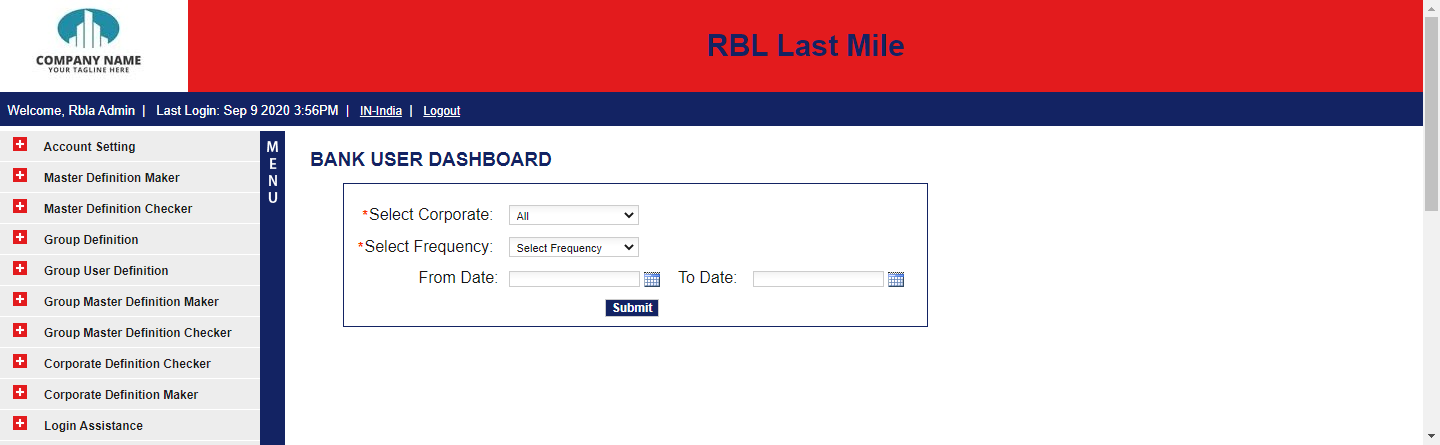 COMPANY NAME
YOUR TAGLINE HERE
RBL Last Mile
Welcome, Rbla Admin | Last Login: Sep 9 2020 3:56PM | IN-India | Logout
Account Setting
Master Definition Maker
Master Definition Checker
Group Definition
Group User Definition
Group Master Definition Maker
Group Master Definition Checker
Corporate Definition Checker
Corporate Definition Maker
Login Assistance
MENU
BANK USER DASHBOARD
*Select Corporate: All
*Select Frequency: Select Frequency
From Date: To Date:
Submit